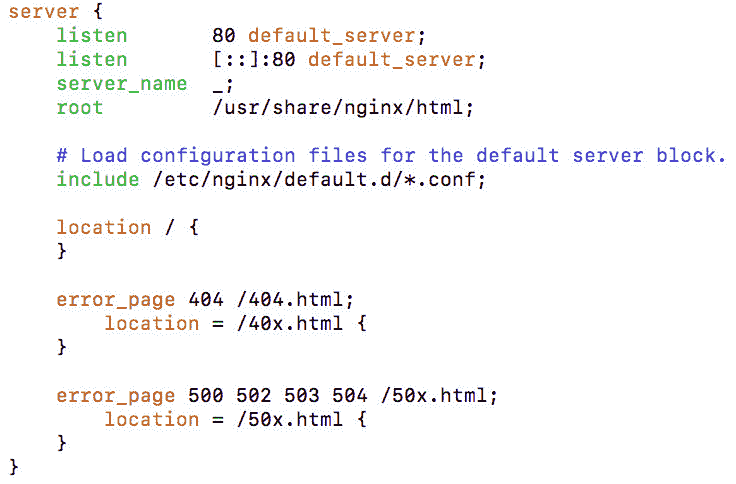 server {
    listen       80 default_server;
    listen       [::]:80 default_server;
    server_name  _;
    root         /usr/share/nginx/html;

    # Load configuration files for the default server block.
    include /etc/nginx/default.d/*.conf;

    location / {
    }

    error_page 404 /404.html;
        location = /40x.html {
    }

    error_page 500 502 503 504 /50x.html;
        location = /50x.html {
    }
}